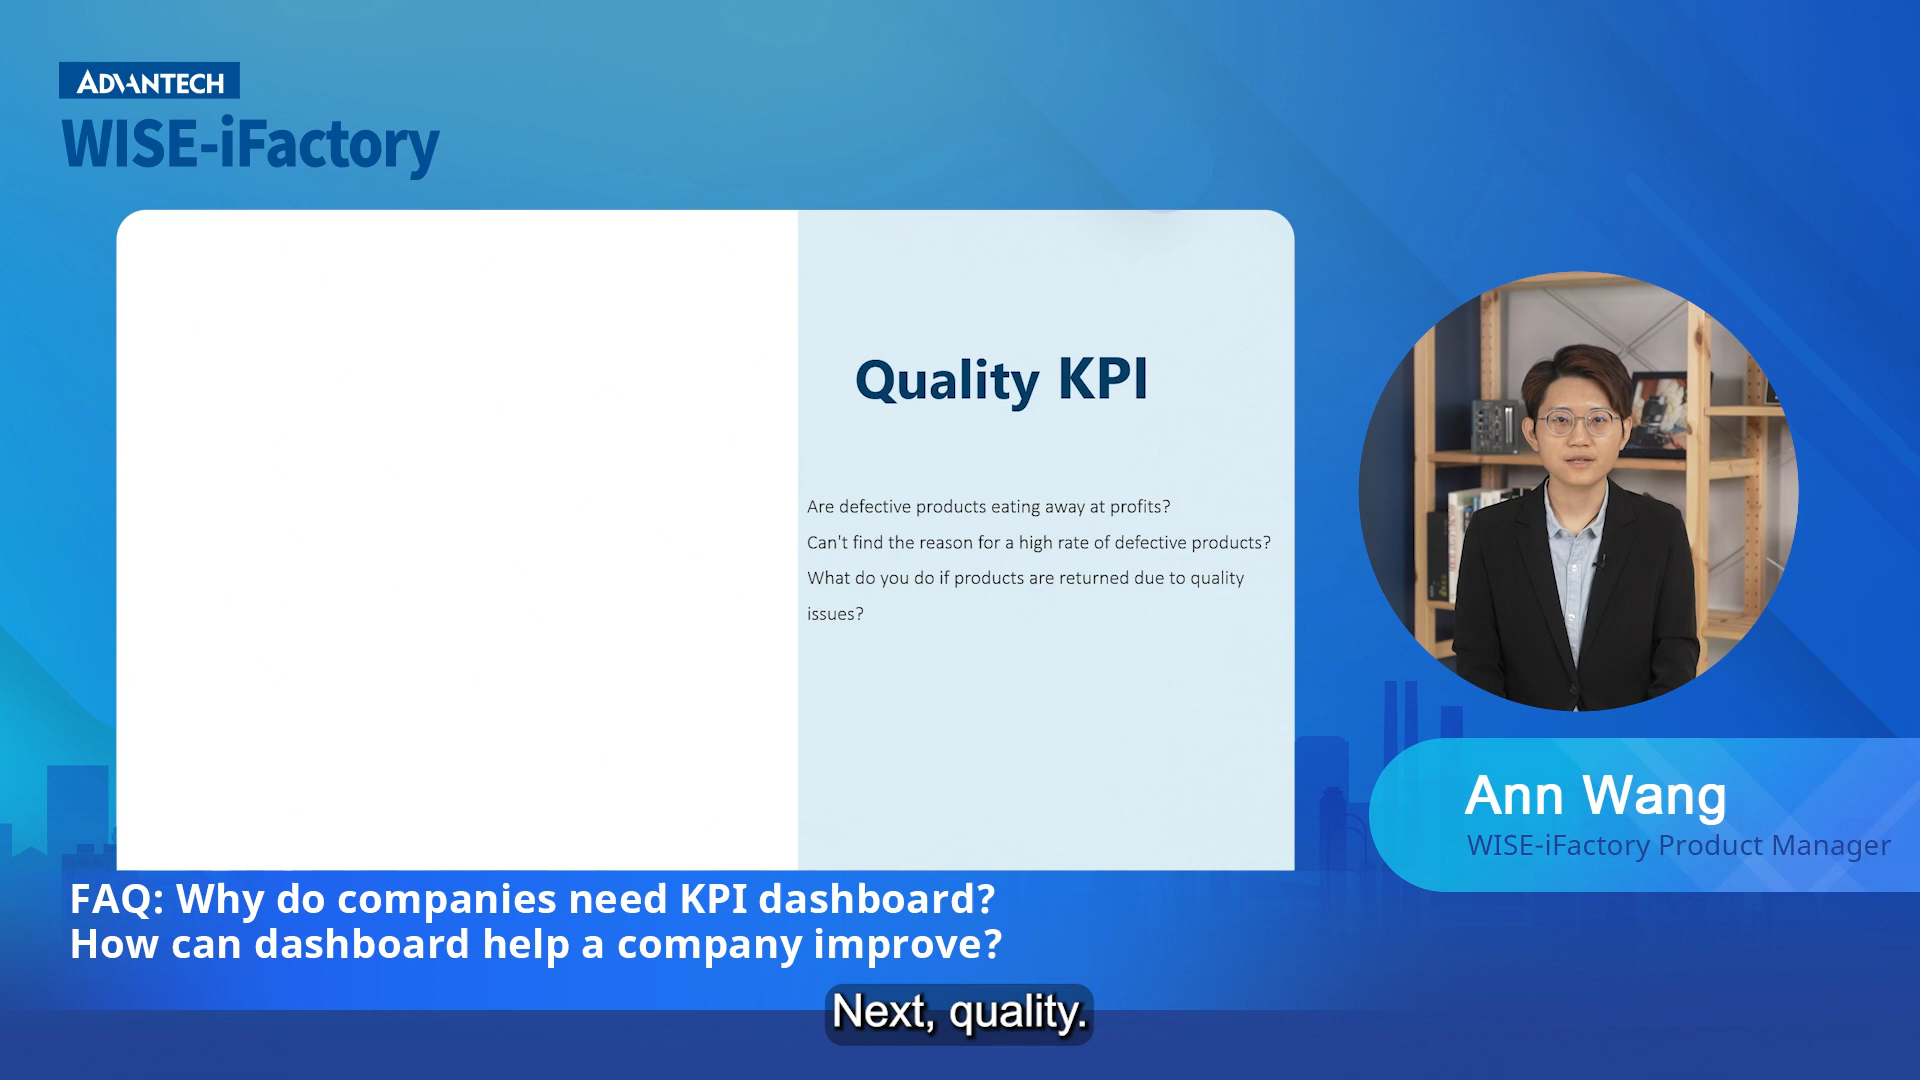 ADVANTECH
WISE-iFactory
Quality KPI
Are defective products eating away at profits?
Can't find the reason for a high rate of defective products?
What do you do if products are returned due to quality
issues?
Ann Wang
WISE-iFactory Product Manager
FAQ: Why do companies need KPI dashboard?
How can dashboard help a company improve?
Next, quality.